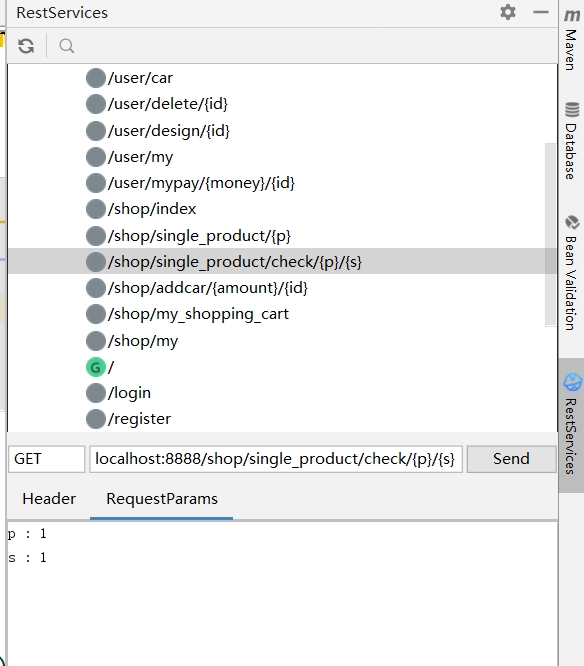 RestServices
/user/car
/user/delete/{id}
/user/design/{id}
/user/my
/user/mypay/{money}/{id}
/shop/index
/shop/single_product/{p}
/shop/single_product/check/{p}/{s}
/shop/addcar/{amount}/{id}
/shop/my_shopping_cart
/shop/my
G /
/login
/register
GET localhost:8888/shop/single_product/check/{p}/{s} Send
Header RequestParams
p : 1
s : 1
m Maven
Database
Bean Validation
RestServices